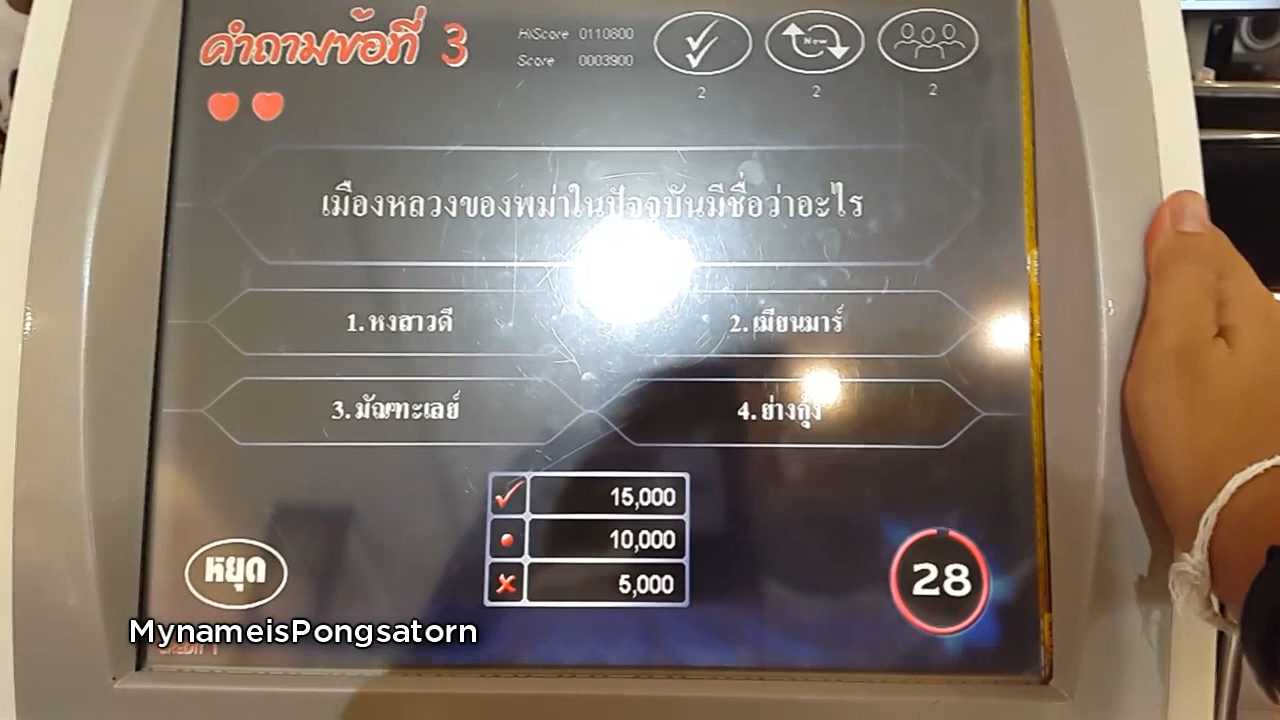 คำถามข้อที่ 3
HiScore 0110800
Score 0003900
New
2 2 2
เมืองหลวงของพม่าในปัจจุบันมีชื่อว่าอะไร
1. หงสาวดี
2. เมียนมาร์
3. มัณฑะเลย์
4. ย่างกุ้ง
15,000
10,000
5,000
หยุด
28
MynameisPongsatorn
CREDIT 1